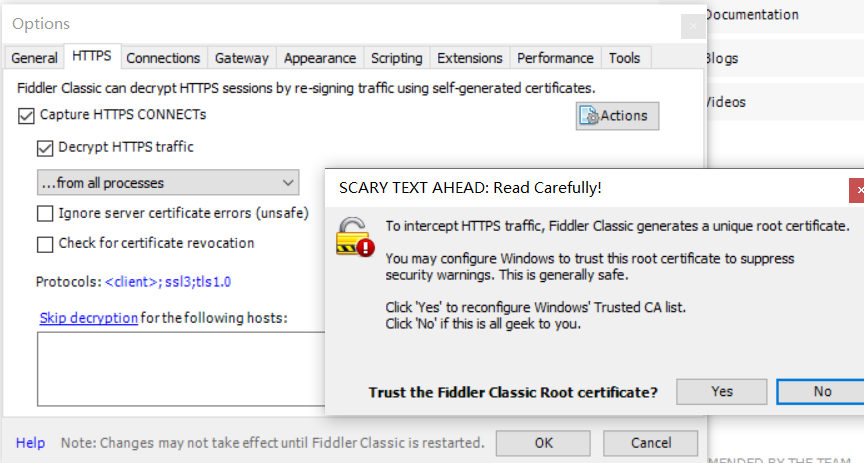 Options
Documentation
General HTTPS Connections Gateway Appearance Scripting Extensions Performance Tools
Blogs
Fiddler Classic can decrypt HTTPS sessions by re-signing traffic using self-generated certificates.
Capture HTTPS CONNECTs
Actions
Videos
Decrypt HTTPS traffic
...from all processes
Ignore server certificate errors (unsafe)
Check for certificate revocation
Protocols: <client>;ssl3;tls1.0
Skip decryption for the following hosts:
SCARY TEXT AHEAD: Read Carefully!
To intercept HTTPS traffic, Fiddler Classic generates a unique root certificate.
You may configure Windows to trust this root certificate to suppress
security warnings. This is generally safe.
Click 'Yes' to reconfigure Windows' Trusted CA list.
Click 'No' if this is all geek to you.
Trust the Fiddler Classic Root certificate? Yes No
Help Note: Changes may not take effect until Fiddler Classic is restarted. OK Cancel
MENDED BY THE TEAM